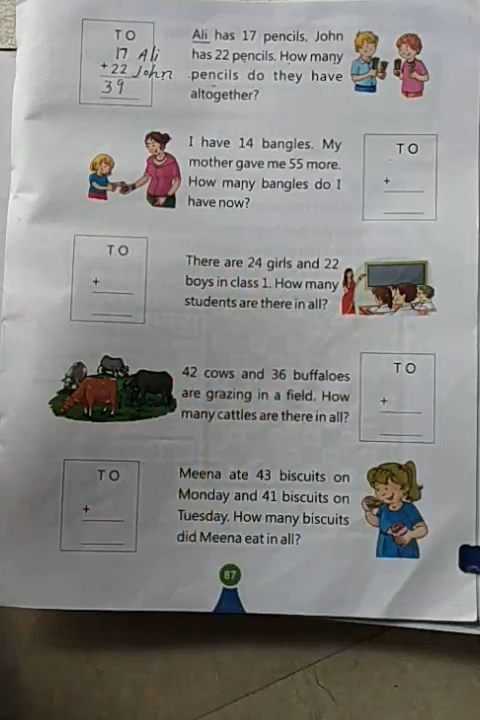 T O
17 Ali
+ 22 John
39
Ali has 17 pencils. John
has 22 pencils. How many
pencils do they have
altogether?
I have 14 bangles. My
mother gave me 55 more.
How many bangles do I
have now?
T O
+
T O
+
There are 24 girls and 22
boys in class 1. How many
students are there in all?
42 cows and 36 buffaloes
are grazing in a field. How
many cattles are there in all?
T O
+
T O
+
Meena ate 43 biscuits on
Monday and 41 biscuits on
Tuesday. How many biscuits
did Meena eat in all?
87